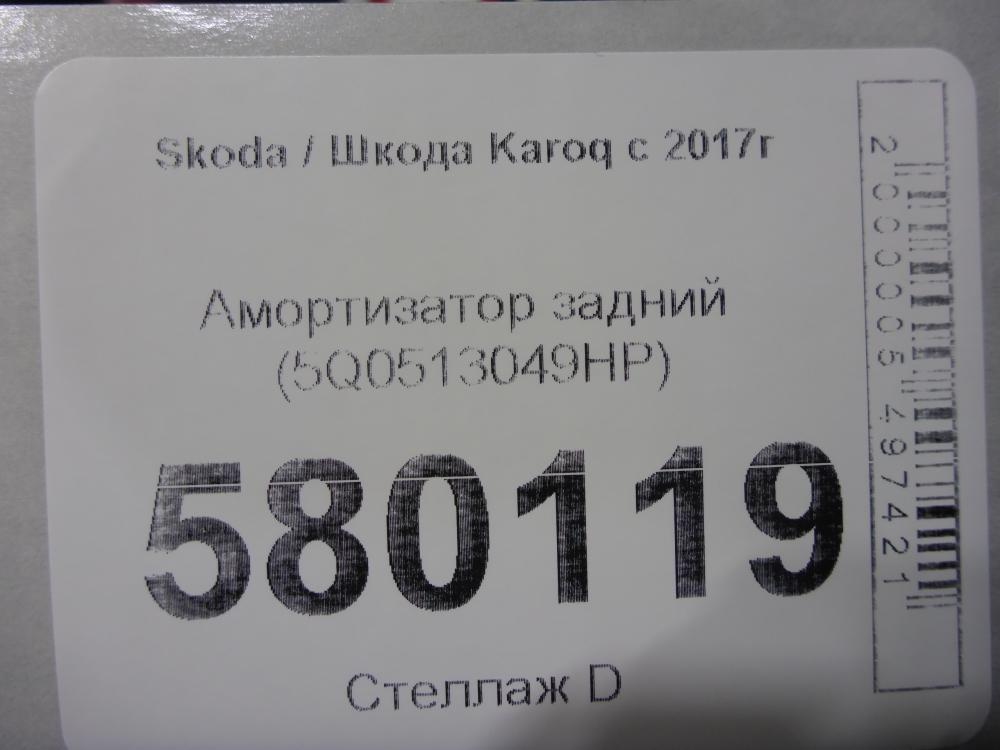 Skoda / Шкода Karoq с 2017г
Амортизатор задний
(5Q0513049HP)
580119
Стеллаж D
2000005497421